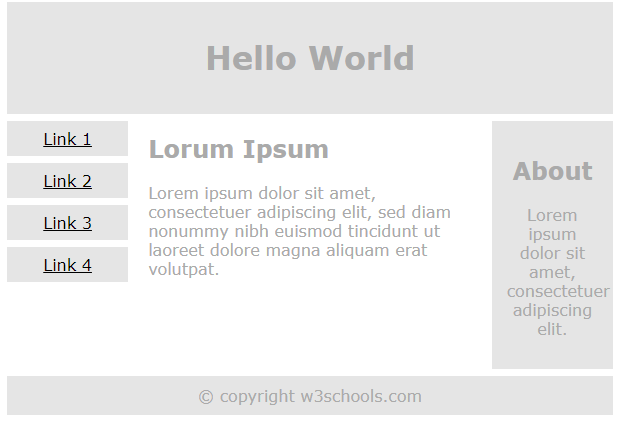 Hello World
Link 1
Link 2
Link 3
Link 4
Lorum Ipsum
Lorem ipsum dolor sit amet,
consectetuer adipiscing elit, sed diam
nonummy nibh euismod tincidunt ut
laoreet dolore magna aliquam erat
volutpat.
About
Lorem
ipsum
dolor sit
amet,
consectetuer
adipiscing
elit.
© copyright w3schools.com